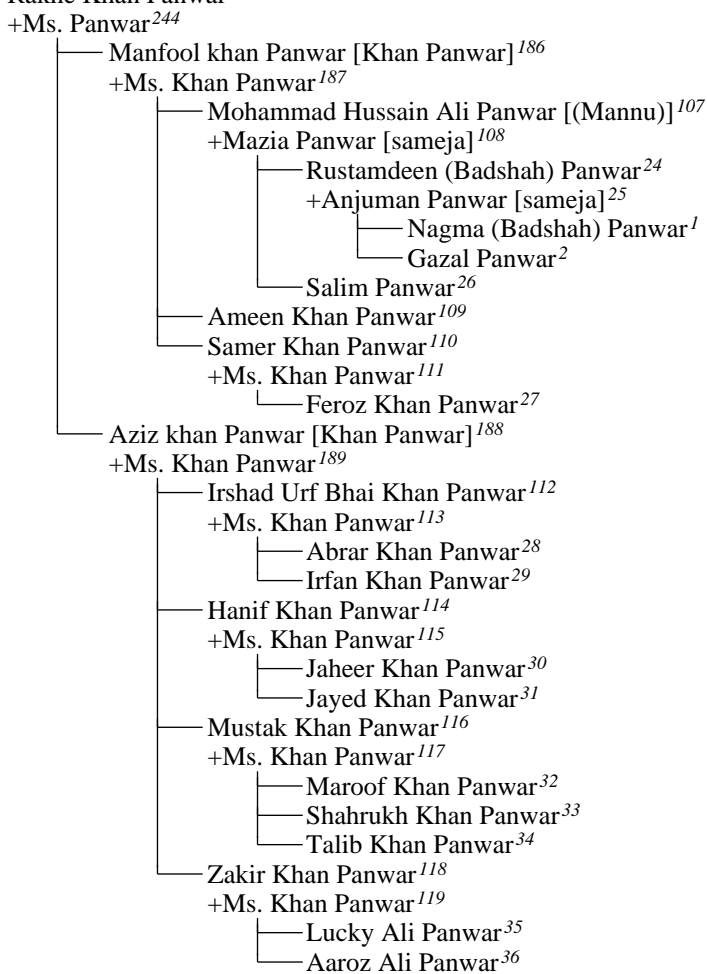 +Ms. Panwar244
Manfool khan Panwar [Khan Panwar]186
+Ms. Khan Panwar187
Mohammad Hussain Ali Panwar [(Mannu)]107
+Mazia Panwar [sameja]108
Rustamdeen (Badshah) Panwar24
+Anjuman Panwar [sameja]25
Nagma (Badshah) Panwar1
Gazal Panwar2
Salim Panwar26
Ameen Khan Panwar109
Samer Khan Panwar110
+Ms. Khan Panwar111
Feroz Khan Panwar27
Aziz khan Panwar [Khan Panwar]188
+Ms. Khan Panwar189
Irshad Urf Bhai Khan Panwar112
+Ms. Khan Panwar113
Abrar Khan Panwar28
Irfan Khan Panwar29
Hanif Khan Panwar114
+Ms. Khan Panwar115
Jaheer Khan Panwar30
Jayed Khan Panwar31
Mustak Khan Panwar116
+Ms. Khan Panwar117
Maroof Khan Panwar32
Shahrukh Khan Panwar33
Talib Khan Panwar34
Zakir Khan Panwar118
+Ms. Khan Panwar119
Lucky Ali Panwar35
Aaroz Ali Panwar36